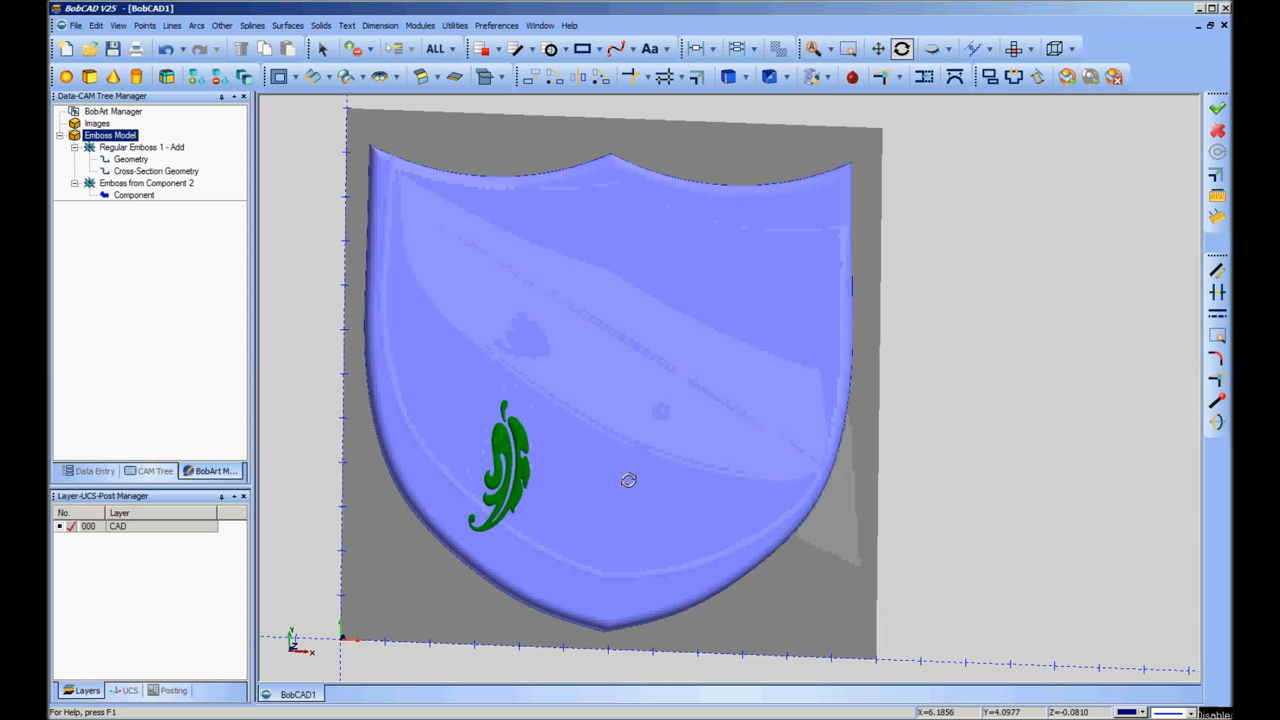 BobCAD V25 - [BobCAD1]
File Edit View Points Lines Arcs Other Splines Surfaces Solids Text Dimension Modules Utilities Preferences Window Help
ALL Aa
Data-CAM Tree Manager
BobArt Manager
Images
Emboss Model
Regular Emboss 1 - Add
Geometry
Cross-Section Geometry
Emboss from Component 2
Component
Data Entry CAM Tree BobArt M...
Layer-UCS-Post Manager
No. Layer
000 CAD
Y
Z X
Layers UCS Posting
BobCAD1
For Help, press F1 X=6.1856 Y=4.0977 Z=-0.0810 Disable